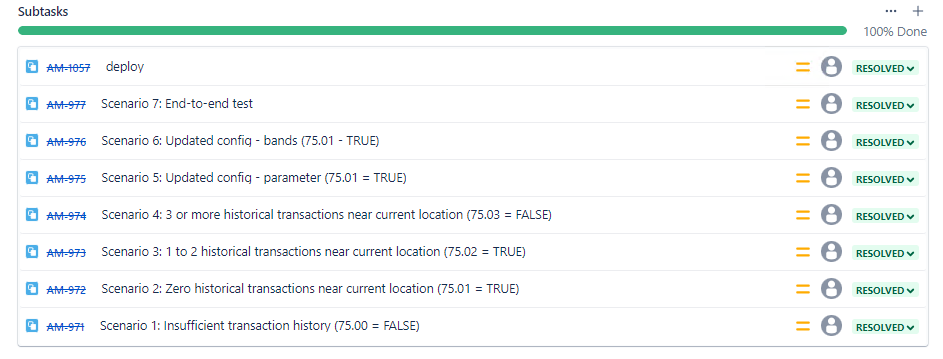 Subtasks
100% Done
AM-1057 deploy RESOLVED
AM-977 Scenario 7: End-to-end test RESOLVED
AM-976 Scenario 6: Updated config - bands (75.01 - TRUE) RESOLVED
AM-975 Scenario 5: Updated config - parameter (75.01 = TRUE) RESOLVED
AM-974 Scenario 4: 3 or more historical transactions near current location (75.03 = FALSE) RESOLVED
AM-973 Scenario 3: 1 to 2 historical transactions near current location (75.02 = TRUE) RESOLVED
AM-972 Scenario 2: Zero historical transactions near current location (75.01 = TRUE) RESOLVED
AM-971 Scenario 1: Insufficient transaction history (75.00 = FALSE) RESOLVED